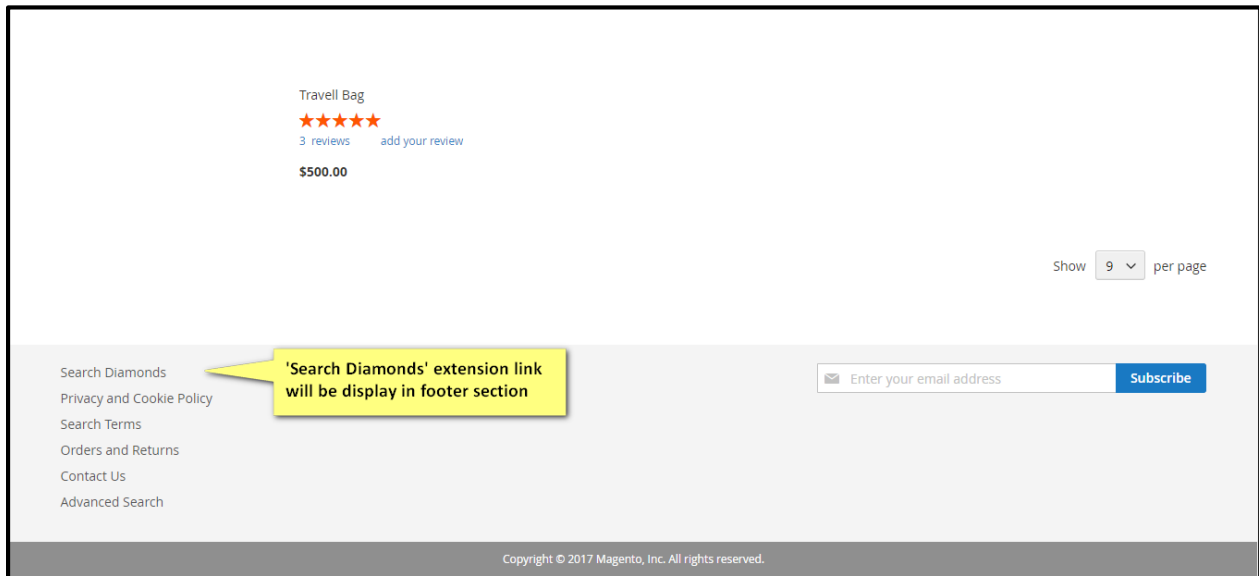 Travell Bag
3 reviews add your review
$500.00
Show 9 per page
Search Diamonds
Privacy and Cookie Policy
Search Terms
Orders and Returns
Contact Us
Advanced Search
'Search Diamonds' extension link
will be display in footer section
Enter your email address Subscribe
Copyright © 2017 Magento, Inc. All rights reserved.